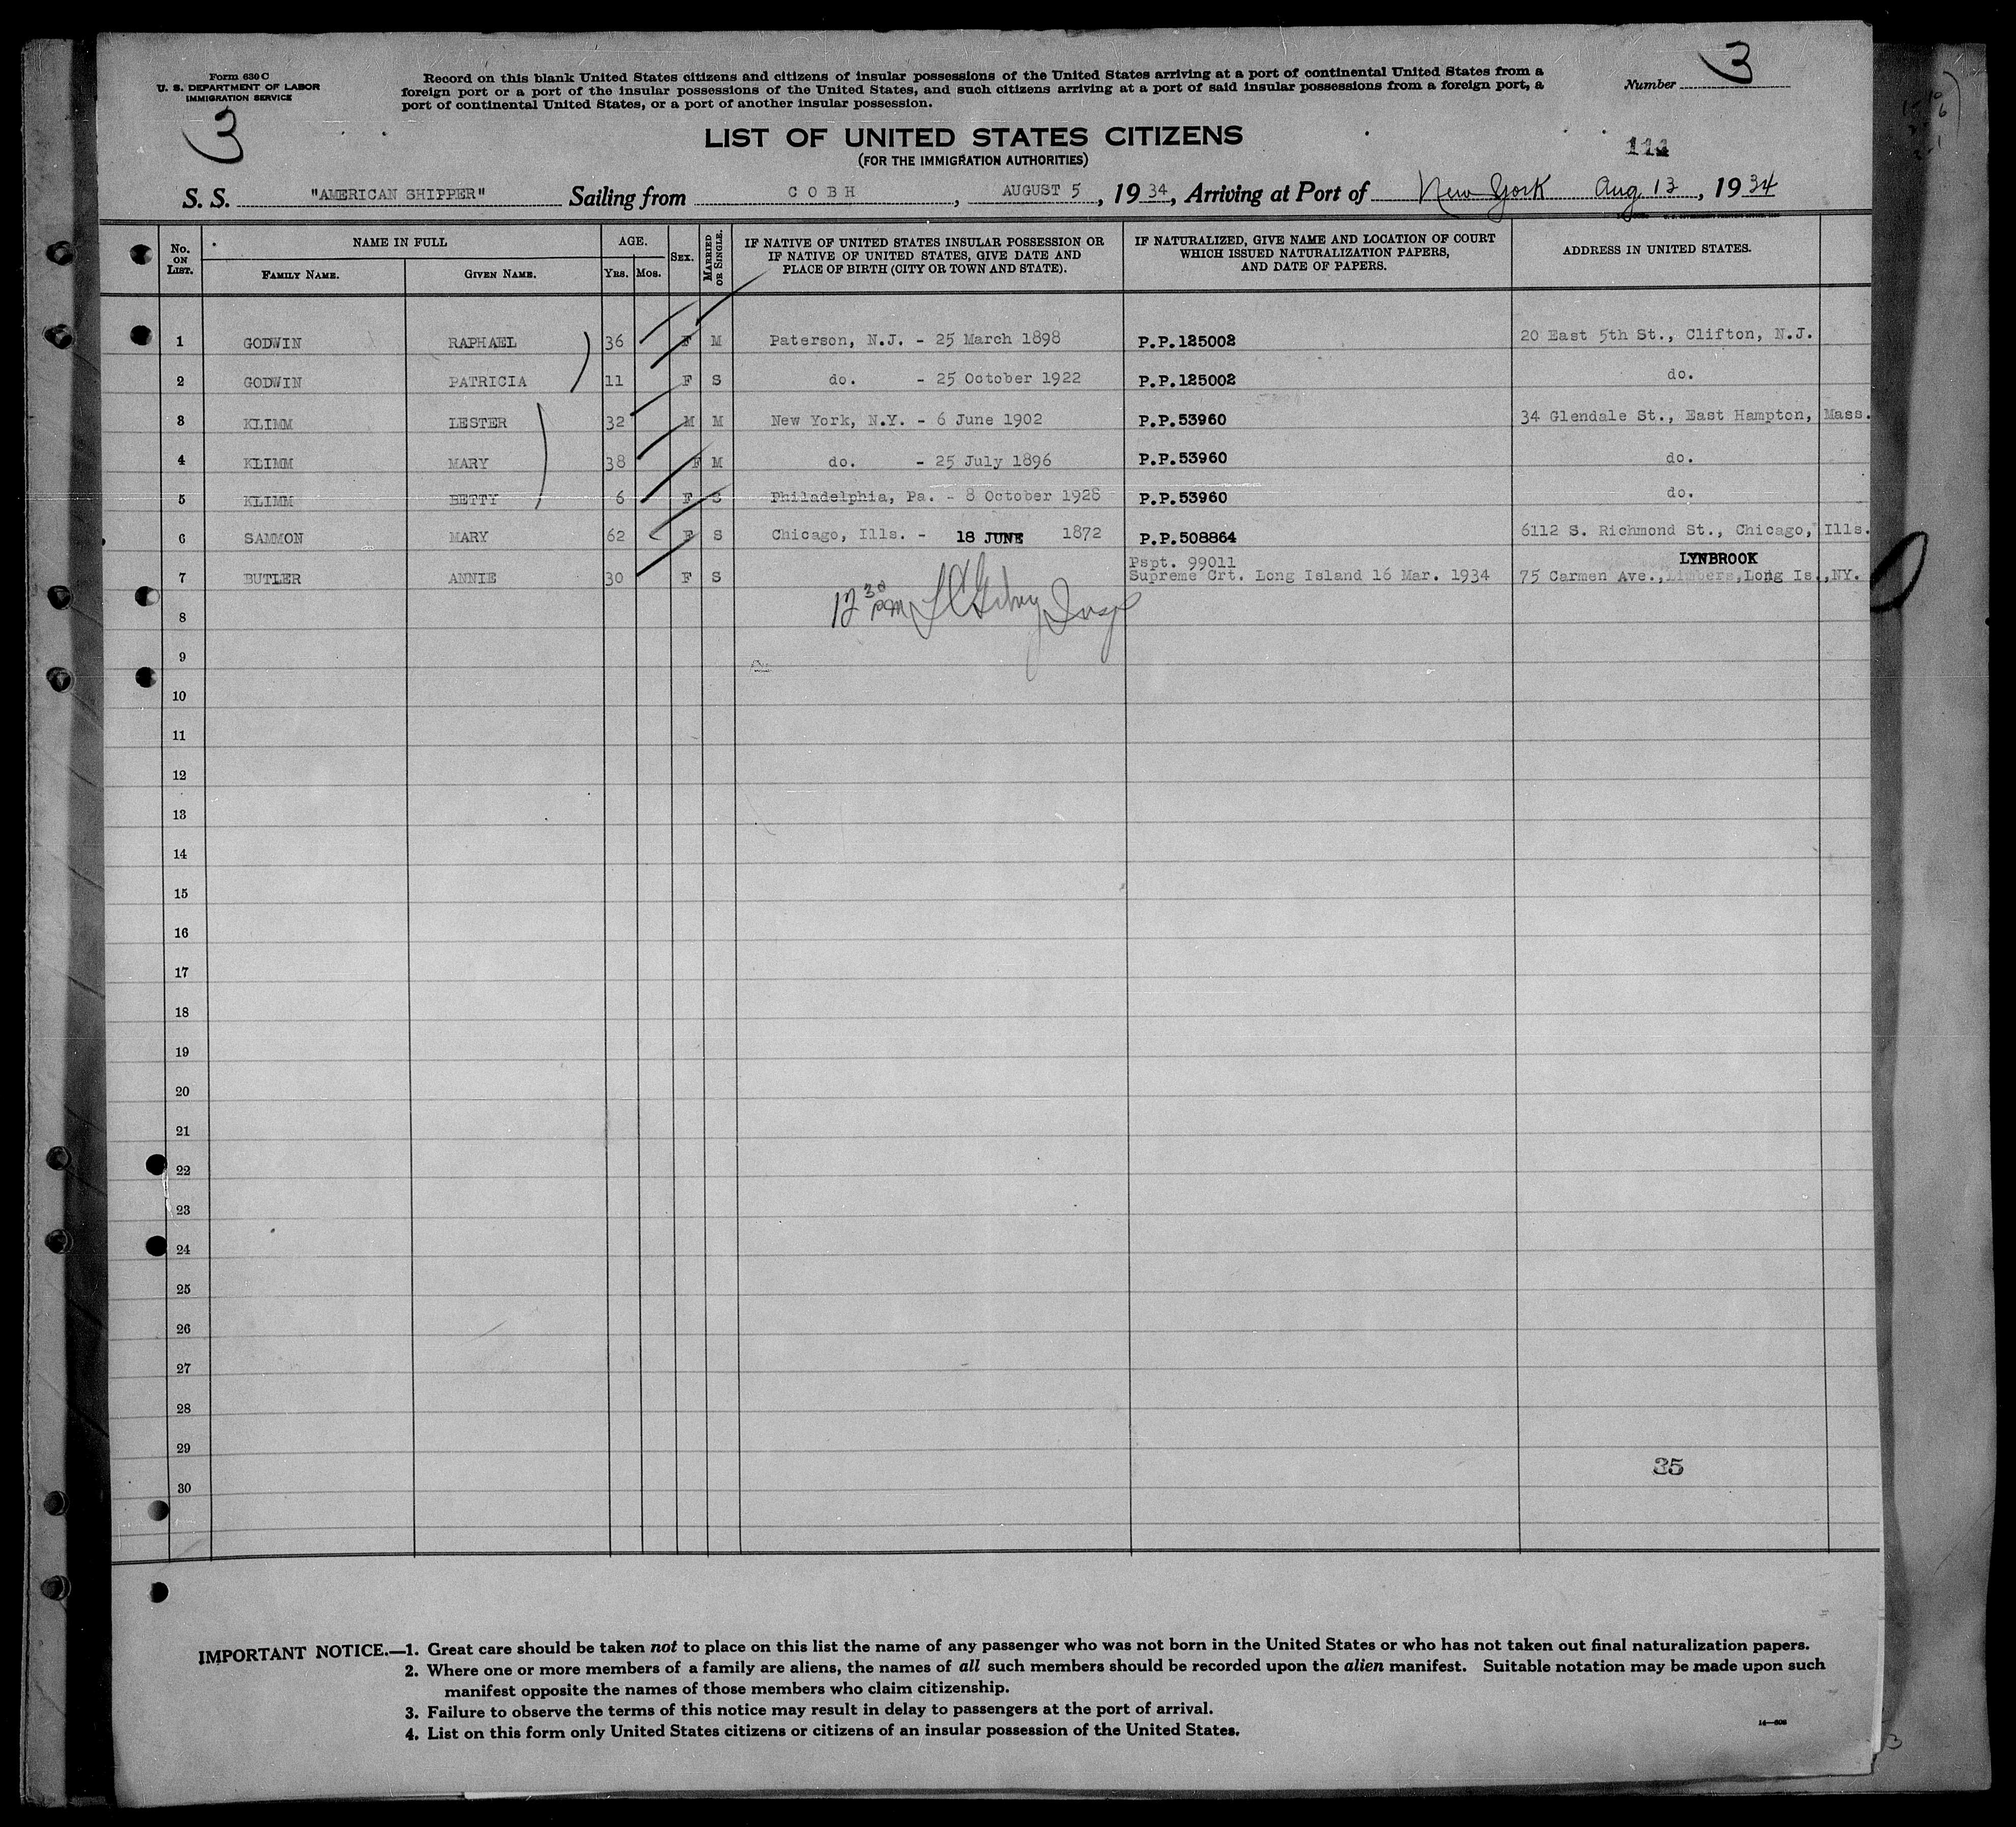 Form 630 C
U. S. DEPARTMENT OF LABOR
IMMIGRATION SERVICE
3
Record on this blank United States citizens and citizens of insular possessions of the United States arriving at a port of continental United States from a
foreign port or a port of the insular possessions of the United States, and such citizens arriving at a port of said insular possessions from a foreign port, a
port of continental United States, or a port of another insular possession.
Number 3
LIST OF UNITED STATES CITIZENS
(FOR THE IMMIGRATION AUTHORITIES)
S. S. "AMERICAN SHIPPER" Sailing from COBH, AUGUST 5, 1934, Arriving at Port of New York Aug 13, 1934
No. ON LIST. NAME IN FULL FAMILY NAME. GIVEN NAME. AGE. YRS. MOS. SEX. MARRIED OR SINGLE. IF NATIVE OF UNITED STATES INSULAR POSSESSION OR IF NATIVE OF UNITED STATES, GIVE DATE AND PLACE OF BIRTH (CITY OR TOWN AND STATE). IF NATURALIZED, GIVE NAME AND LOCATION OF COURT WHICH ISSUED NATURALIZATION PAPERS, AND DATE OF PAPERS. ADDRESS IN UNITED STATES.
1 GODWIN RAPHAEL 36 F M Paterson, N.J. - 25 March 1898 P.P.125002 20 East 5th St., Clifton, N.J.
2 GODWIN PATRICIA 11 F S do. - 25 October 1922 P.P.125002 do.
3 KLIMM LESTER 32 M M New York, N.Y. - 6 June 1902 P.P.53960 34 Glendale St., East Hampton, Mass.
4 KLIMM MARY 38 F M do. - 25 July 1896 P.P.53960 do.
5 KLIMM BETTY 6 F S Philadelphia, Pa. - 8 October 1928 P.P.53960 do.
6 SAMMON MARY 62 F S Chicago, Ills. - 18 JUNE 1872 P.P.508864 6112 S. Richmond St., Chicago, Ills.
LYNBROOK
Pspt. 99011
7 BUTLER ANNIE 30 F S Supreme Crt. Long Island 16 Mar. 1934 75 Carmen Ave., Long Is., NY.
12 30 PM Insp
8
9
10
11
12
13
14
15
16
17
18
19
20
21
22
23
24
25
26
27
28
29
35
30
IMPORTANT NOTICE.—1. Great care should be taken not to place on this list the name of any passenger who was not born in the United States or who has not taken out final naturalization papers.
2. Where one or more members of a family are aliens, the names of all such members should be recorded upon the alien manifest. Suitable notation may be made upon such
manifest opposite the names of those members who claim citizenship.
3. Failure to observe the terms of this notice may result in delay to passengers at the port of arrival.
4. List on this form only United States citizens or citizens of an insular possession of the United States.